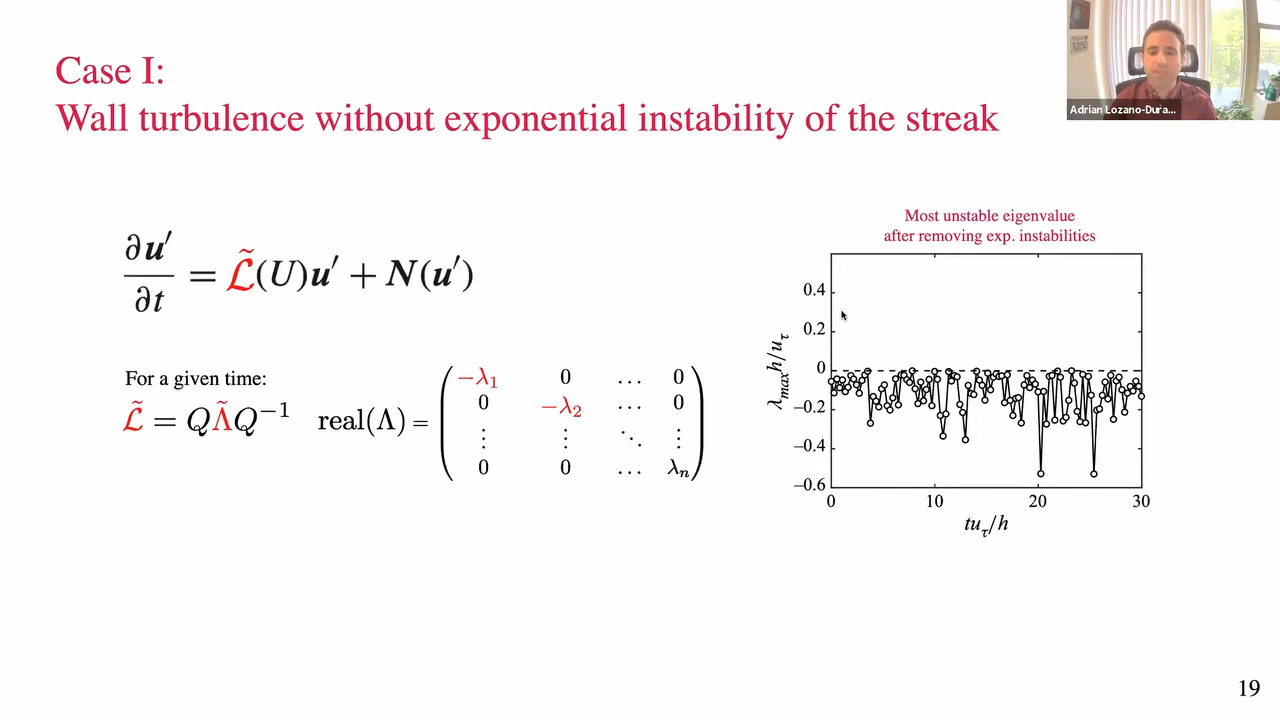 Case I:
Wall turbulence without exponential instability of the streak
Adrian Lozano-Dura...
∂u′/∂t = ℒ̃(U)u′ + N(u′)
For a given time:
ℒ̃ = QΛ̃Q⁻¹ real(Λ) =
−λ₁ 0 … 0
0 −λ₂ … 0
⋮ ⋮ ⋱ ⋮
0 0 … λₙ
Most unstable eigenvalue
after removing exp. instabilities
λₘₐₓh/u_τ
0.4
0.2
0
−0.2
−0.4
−0.6
0 10 20 30
tu_τ/h
19